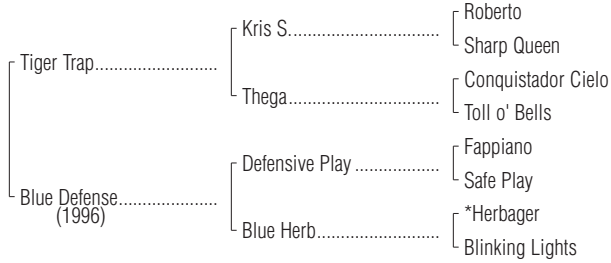 Roberto
Kris S.
Sharp Queen
Tiger Trap
Conquistador Cielo
Thega
Toll o' Bells
Fappiano
Defensive Play
Safe Play
Blue Defense
(1996)
*Herbager
Blue Herb
Blinking Lights